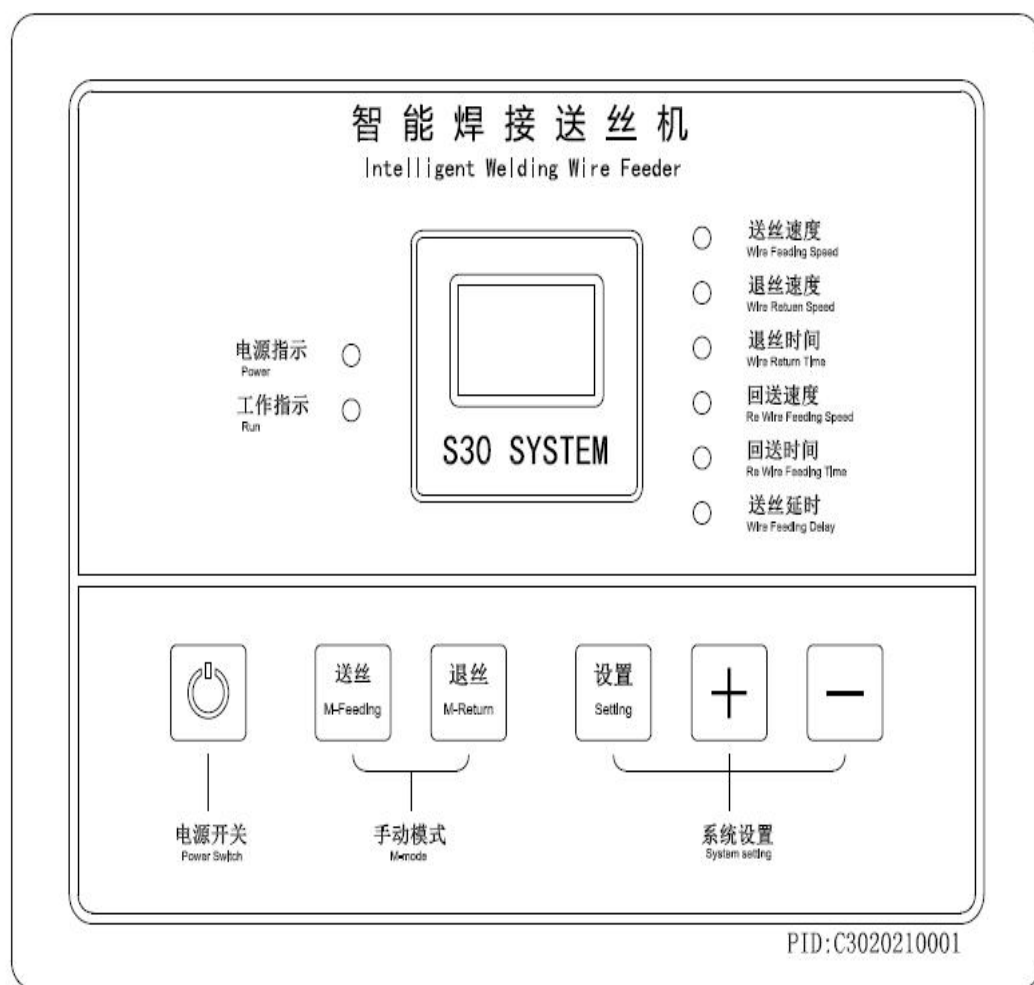 智能焊接送丝机
Intelligent Welding Wire Feeder
送丝速度
Wire Feeding Speed
退丝速度
Wire Retuen Speed
退丝时间
Wire Return Time
回送速度
Re Wire Feeding Speed
回送时间
Re Wire Feeding Time
送丝延时
Wire Feeding Delay
电源指示
Power
工作指示
Run
S30 SYSTEM
送丝
M-Feeding
退丝
M-Return
设置
Setting
+
−
电源开关
Power Switch
手动模式
M-mode
系统设置
System setting
PID:C3020210001